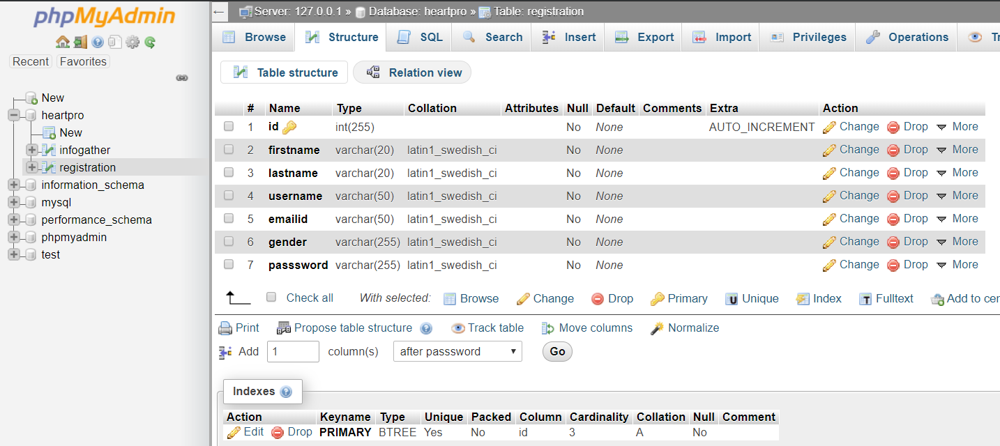 phpMyAdmin
Recent Favorites
New
heartpro
New
infogather
registration
information_schema
mysql
performance_schema
phpmyadmin
test
← Server: 127.0.0.1 » Database: heartpro » Table: registration
Browse Structure SQL Search Insert Export Import Privileges Operations Tr
Table structure Relation view
# Name Type Collation Attributes Null Default Comments Extra Action
1 id int(255) No None AUTO_INCREMENT Change Drop More
2 firstname varchar(20) latin1_swedish_ci No None Change Drop More
3 lastname varchar(20) latin1_swedish_ci No None Change Drop More
4 username varchar(50) latin1_swedish_ci No None Change Drop More
5 emailid varchar(50) latin1_swedish_ci No None Change Drop More
6 gender varchar(255) latin1_swedish_ci No None Change Drop More
7 passsword varchar(255) latin1_swedish_ci No None Change Drop More
Check all With selected: Browse Change Drop Primary Unique Index Fulltext Add to cer
Print Propose table structure Track table Move columns Normalize
Add 1 column(s) after passsword Go
Indexes
Action Keyname Type Unique Packed Column Cardinality Collation Null Comment
Edit Drop PRIMARY BTREE Yes No id 3 A No